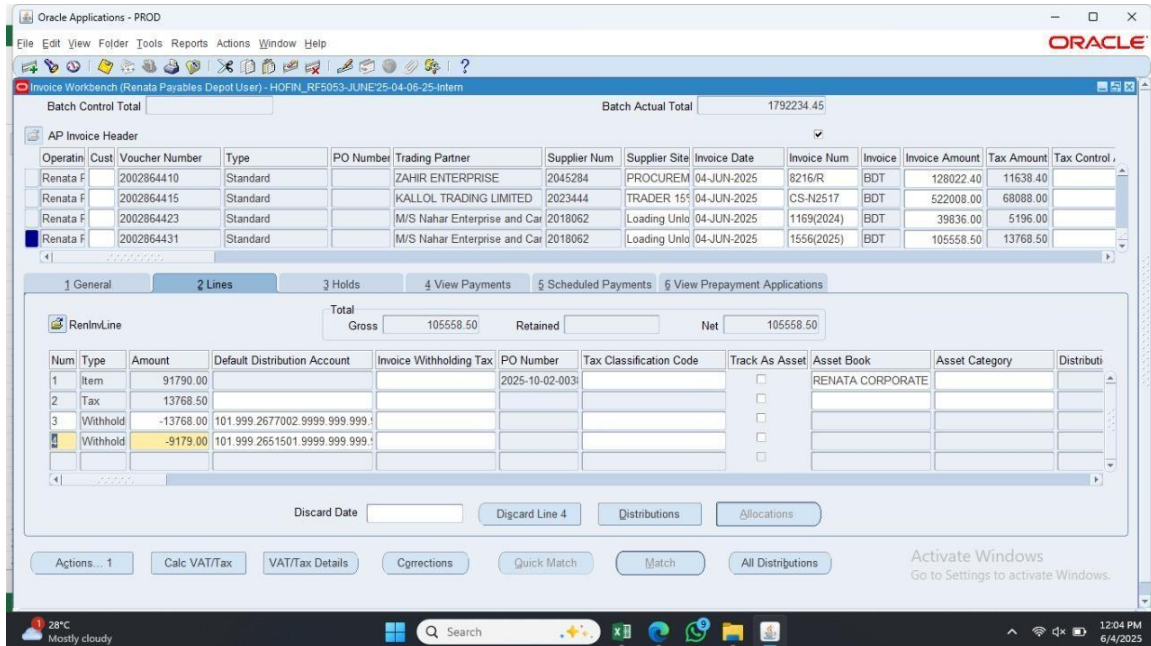 Oracle Applications - PROD
File Edit View Folder Tools Reports Actions Window Help
ORACLE
Invoice Workbench (Renata Payables Depot User) - HOFIN_RF5053-JUNE'25-04-06-25-Intern
Batch Control Total Batch Actual Total 1792234.45
AP Invoice Header
Operatin Cust Voucher Number Type PO Number Trading Partner Supplier Num Supplier Site Invoice Date Invoice Num Invoice Invoice Amount Tax Amount Tax Control
Renata F 2002864410 Standard ZAHIR ENTERPRISE 2045284 PROCUREM 04-JUN-2025 8216/R BDT 128022.40 11638.40
Renata F 2002864415 Standard KALLOL TRADING LIMITED 2023444 TRADER 04-JUN-2025 CS-N2517 BDT 522008.00 68088.00
Renata F 2002864423 Standard M/S Nahar Enterprise and Car 2018062 Loading Unlo 04-JUN-2025 1169(2024) BDT 39836.00 5196.00
Renata F 2002864431 Standard M/S Nahar Enterprise and Car 2018062 Loading Unlo 04-JUN-2025 1556(2025) BDT 105558.50 13768.50
1 General 2 Lines 3 Holds 4 View Payments 5 Scheduled Payments 6 View Prepayment Applications
Total
RenInvLine Gross 105558.50 Retained Net 105558.50
Num Type Amount Default Distribution Account Invoice Withholding Tax PO Number Tax Classification Code Track As Asset Asset Book Asset Category Distributi
1 Item 91790.00 2025-10-02-003 RENATA CORPORATE
2 Tax 13768.50
3 Withhold -13768.00 101.999.2677002.9999.999.999.
4 Withhold -9179.00 101.999.2651501.9999.999.999.
Discard Date Discard Line 4 Distributions Allocations
Actions... 1 Calc VAT/Tax VAT/Tax Details Corrections Quick Match Match All Distributions
Activate Windows
Go to Settings to activate Windows.
1 28°C
Mostly cloudy
Search
9
12:04 PM
6/4/2025